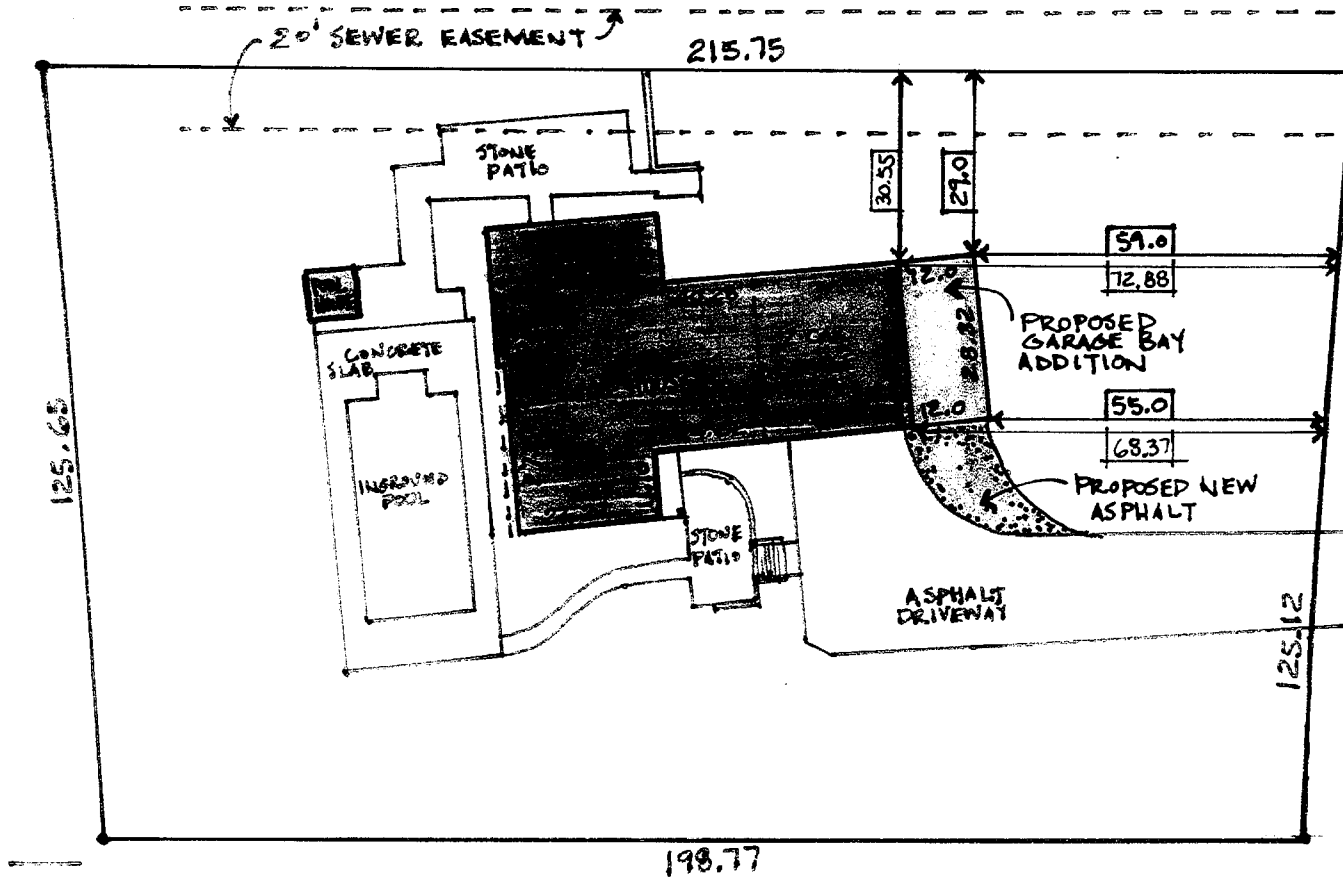 20' SEWER EASEMENT
215.75
STONE
PATIO
30.55
29.0
59.0
72.88
12.0
PROPOSED
GARAGE BAY
ADDITION
28.32
CONCRETE
SLAB
12.0
55.0
68.37
125.65
INGROUND
POOL
PROPOSED NEW
ASPHALT
STONE
PATIO
ASPHALT
DRIVEWAY
125.12
198.77